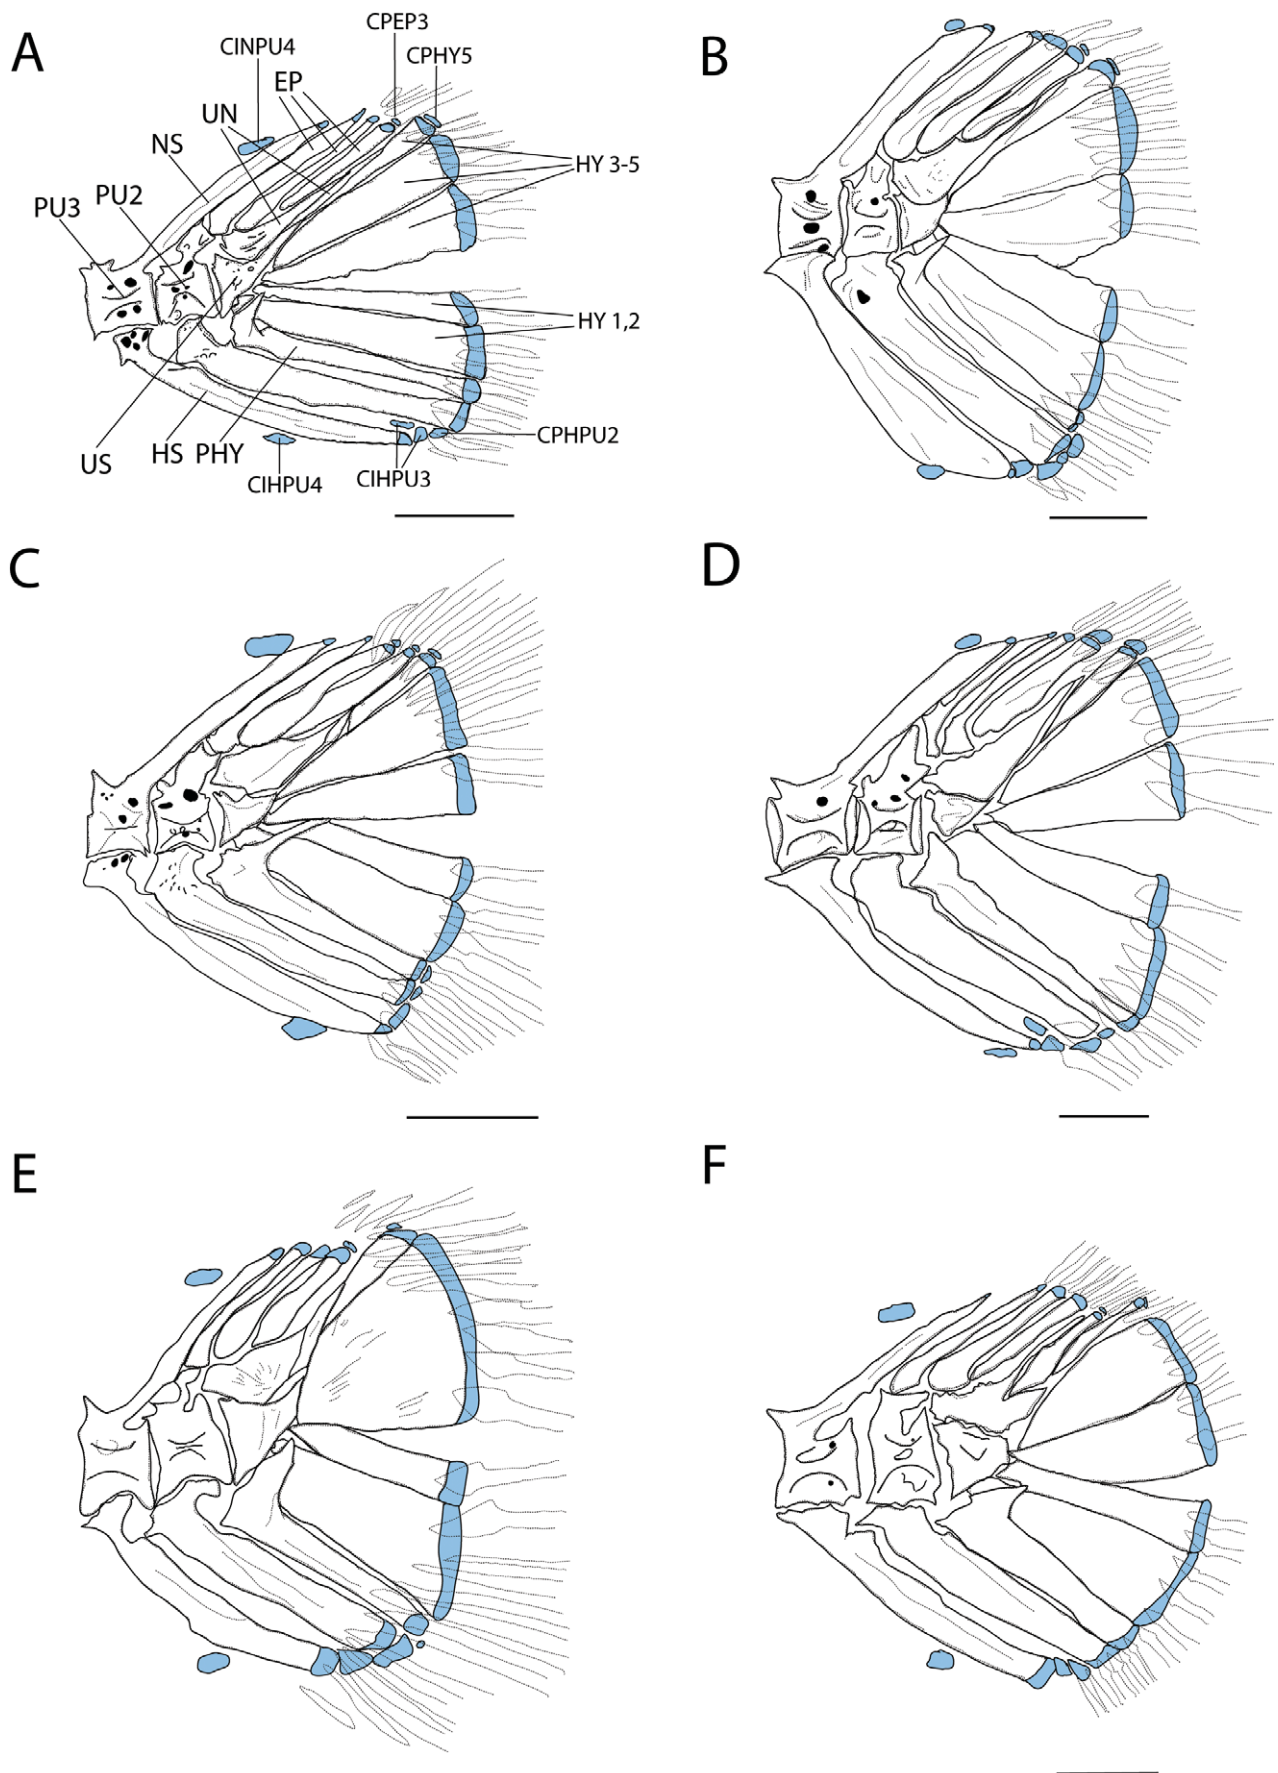 A
CPEP3
CINPU4
CPHY5
EP
UN
NS
HY 3-5
PU2
PU3
HY 1,2
US
HS PHY
CIHPU4
CIHPU3
CPHPU2
B
C
D
E
F